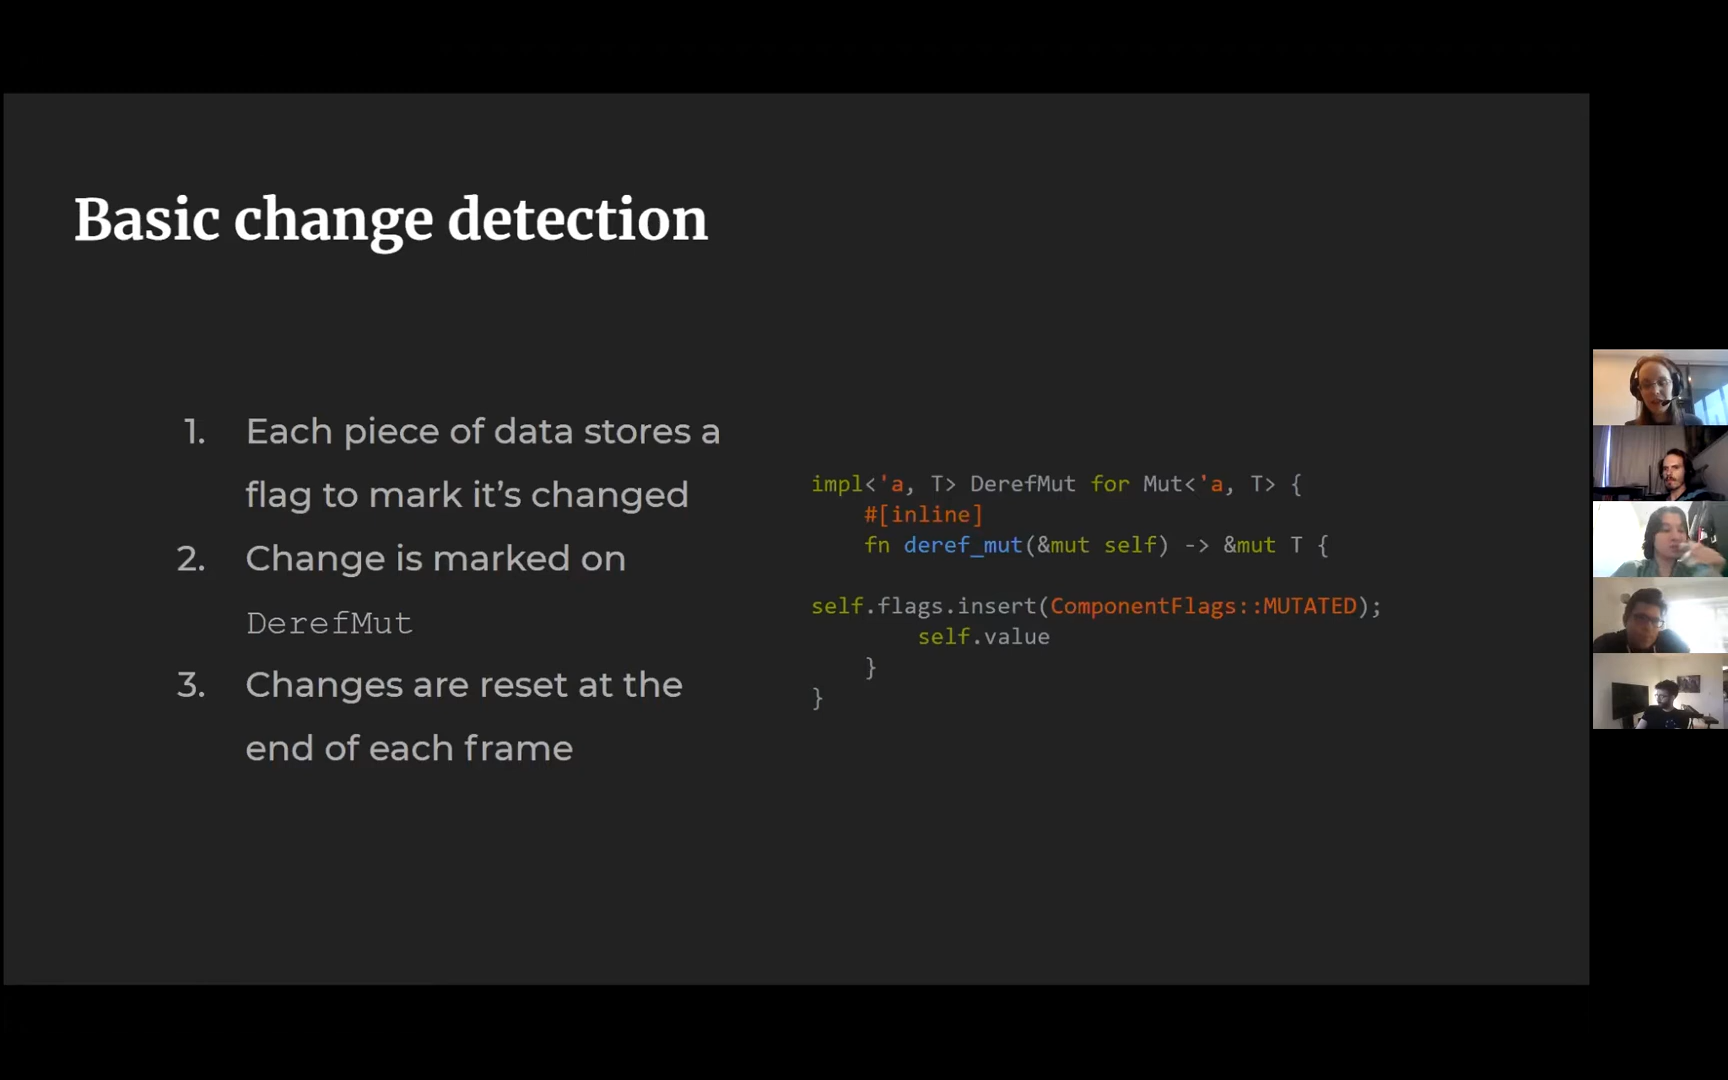 Basic change detection
1. Each piece of data stores a
flag to mark it’s changed
2. Change is marked on
DerefMut
3. Changes are reset at the
end of each frame
impl<'a, T> DerefMut for Mut<'a, T> {
    #[inline]
    fn deref_mut(&mut self) -> &mut T {
self.flags.insert(ComponentFlags::MUTATED);
        self.value
    }
}